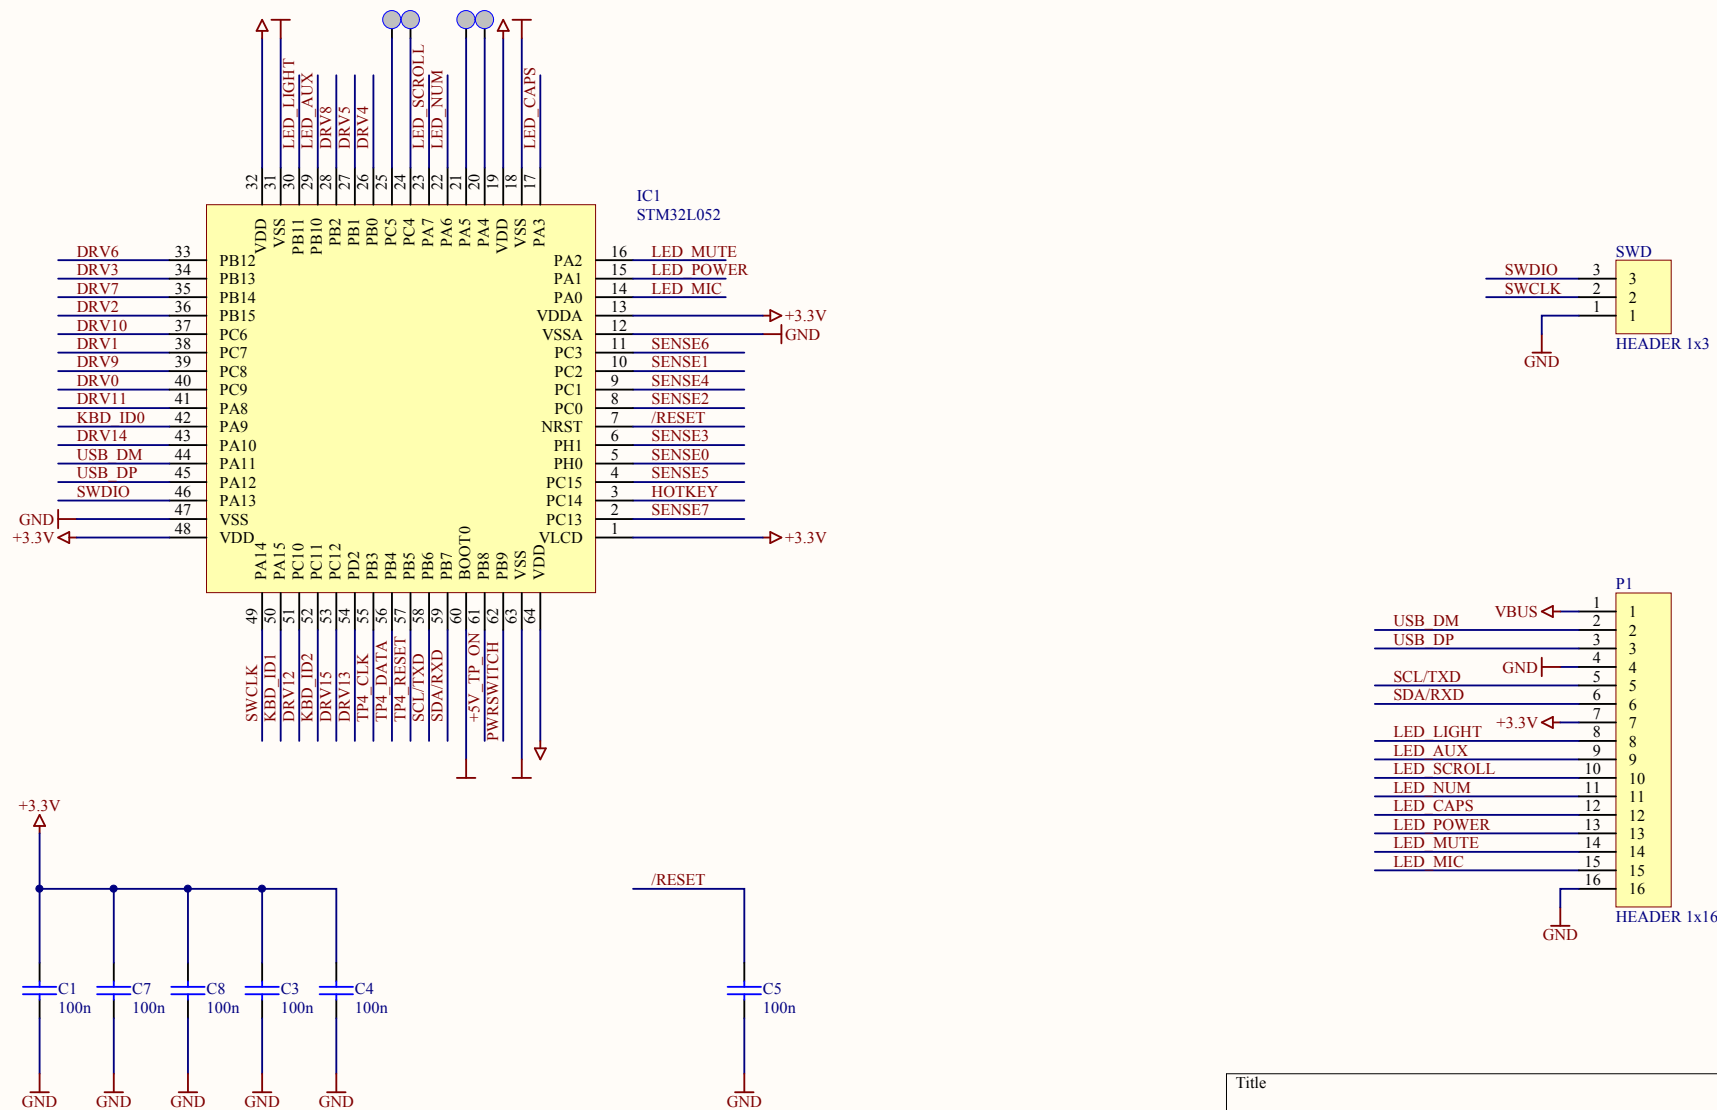 LED_LIGHT
LED_AUX
DRV8
DRV5
DRV4
LED_SCROLL
LED_NUM
LED_CAPS
32 31 30 29 28 27 26 25 24 23 22 21 20 19 18 17
VDD VSS PB11 PB10 PB2 PB1 PB0 PC5 PC4 PA7 PA6 PA5 PA4 VDD VSS PA3
IC1
STM32L052
DRV6 33 PB12
DRV3 34 PB13
DRV7 35 PB14
DRV2 36 PB15
DRV10 37 PC6
DRV1 38 PC7
DRV9 39 PC8
DRV0 40 PC9
DRV11 41 PA8
KBD_ID0 42 PA9
DRV14 43 PA10
USB_DM 44 PA11
USB_DP 45 PA12
SWDIO 46 PA13
GND 47 VSS
+3.3V 48 VDD
PA2 16 LED_MUTE
PA1 15 LED_POWER
PA0 14 LED_MIC
VDDA 13 +3.3V
VSSA 12 GND
PC3 11 SENSE6
PC2 10 SENSE1
PC1 9 SENSE4
PC0 8 SENSE2
NRST 7 /RESET
PH1 6 SENSE3
PH0 5 SENSE0
PC15 4 SENSE5
PC14 3 HOTKEY
PC13 2 SENSE7
VLCD 1 +3.3V
PA14 PA15 PC10 PC11 PC12 PD2 PB3 PB4 PB5 PB6 PB7 BOOT0 PB8 PB9 VSS VDD
49 50 51 52 53 54 55 56 57 58 59 60 61 62 63 64
SWCLK
KBD_ID1
DRV12
KBD_ID2
DRV15
DRV13
TP4_CLK
TP4_DATA
TP4_RESET
SCL/TXD
SDA/RXD
+5V_TP_ON
PWRSWITCH
SWD
SWDIO 3 3
SWCLK 2 2
1 1
GND
HEADER 1x3
P1
VBUS 1 1
USB_DM 2 2
USB_DP 3 3
GND 4 4
SCL/TXD 5 5
SDA/RXD 6 6
+3.3V 7 7
LED_LIGHT 8 8
LED_AUX 9 9
LED_SCROLL 10 10
LED_NUM 11 11
LED_CAPS 12 12
LED_POWER 13 13
LED_MUTE 14 14
LED_MIC 15 15
16 16
GND
HEADER 1x16
+3.3V
C1
100n
C7
100n
C8
100n
C3
100n
C4
100n
GND GND GND GND GND
/RESET
C5
100n
GND
Title